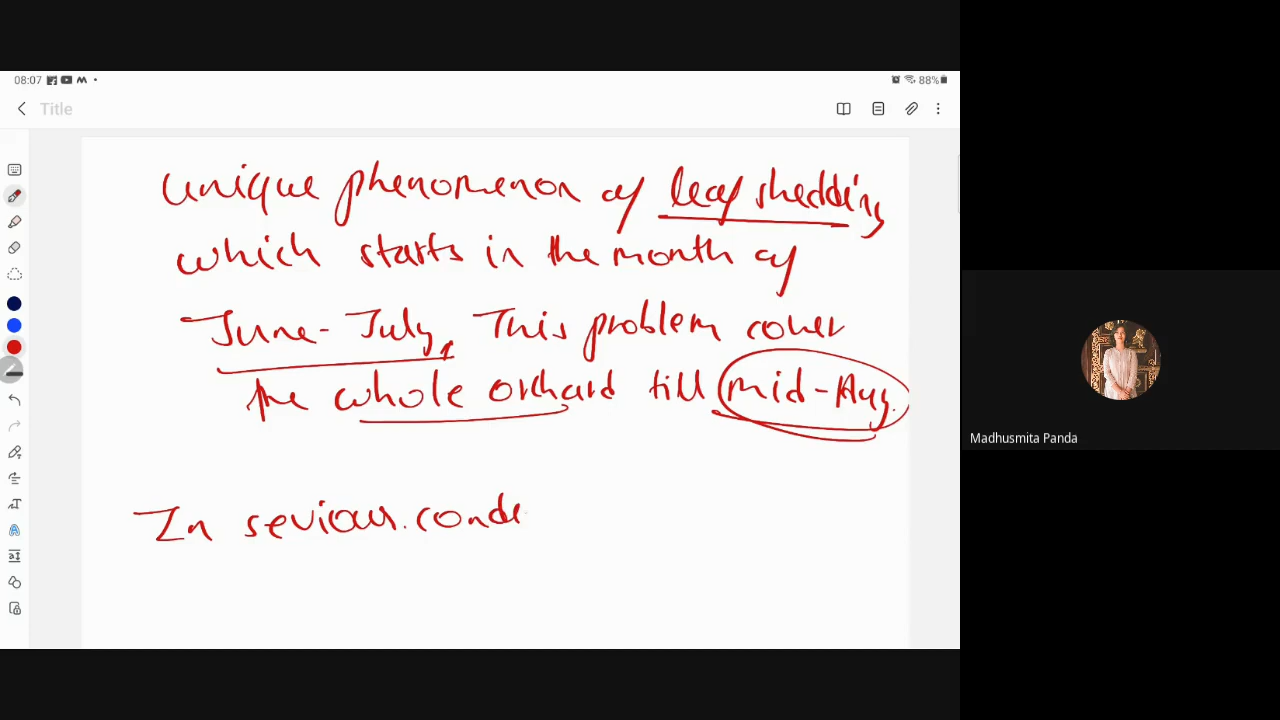 08:07
88%
Title
unique phenomenon of leaf shedding
which starts in the month of
June-July, This problem cover
the whole orchard till mid-Aug.
In serious condi
Madhusmita Panda